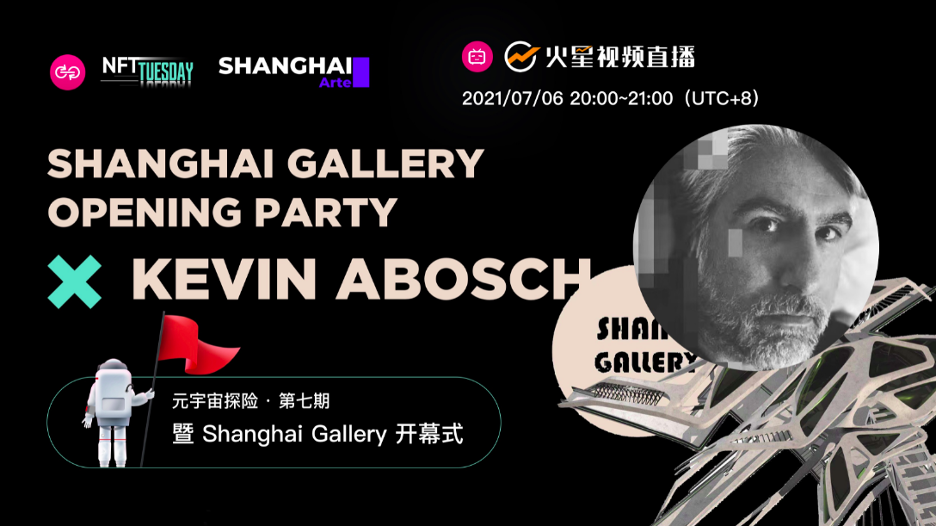 NFT TUESDAY
SHANGHAI
Arte
火星视频直播
2021/07/06 20:00~21:00（UTC+8）
SHANGHAI GALLERY
OPENING PARTY
× KEVIN ABOSCH
SHAN
GALLERY
元宇宙探险 · 第七期
暨 Shanghai Gallery 开幕式